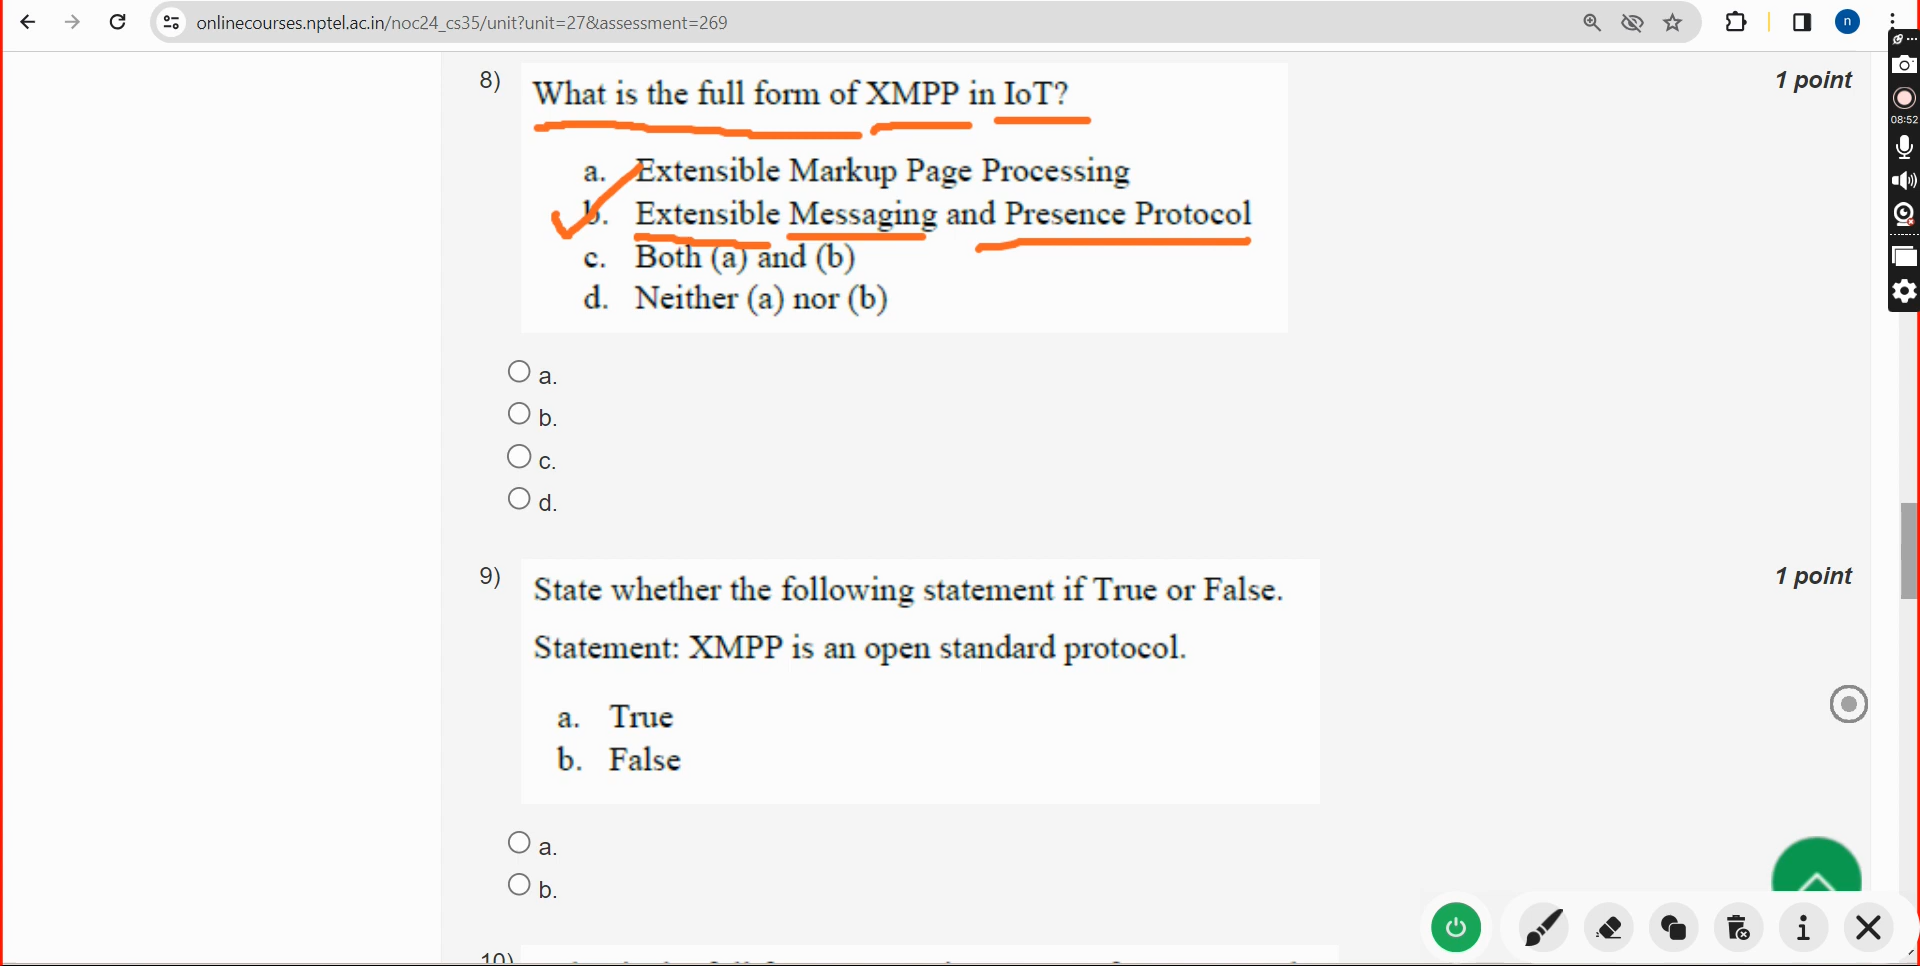 onlinecourses.nptel.ac.in/noc24_cs35/unit?unit=27&assessment=269
n
08:52
8)
What is the full form of XMPP in IoT?
1 point
a. Extensible Markup Page Processing
b. Extensible Messaging and Presence Protocol
c. Both (a) and (b)
d. Neither (a) nor (b)
a.
b.
c.
d.
9)
State whether the following statement if True or False.
1 point
Statement: XMPP is an open standard protocol.
a. True
b. False
a.
b.
10)